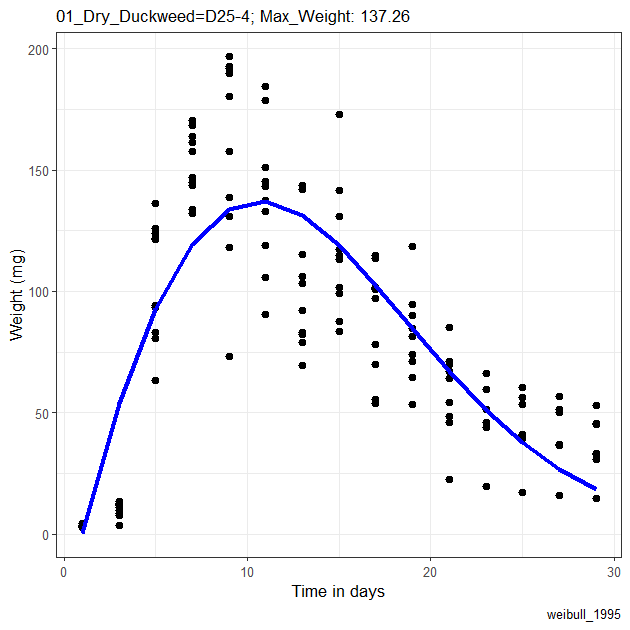 01_Dry_Duckweed=D25-4; Max_Weight: 137.26
200
150
100
50
0
Weight (mg)
0 10 20 30
Time in days
weibull_1995